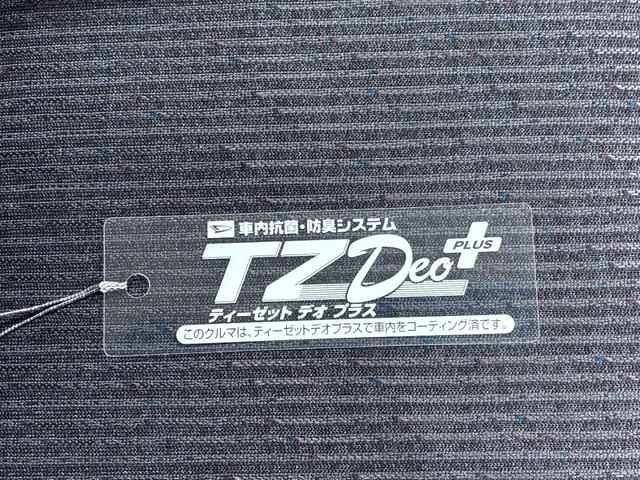 車内抗菌・防臭システム
TZ Deo PLUS
ティーゼット デオ プラス
このクルマは、ティーゼットデオプラスで車内をコーティング済です。